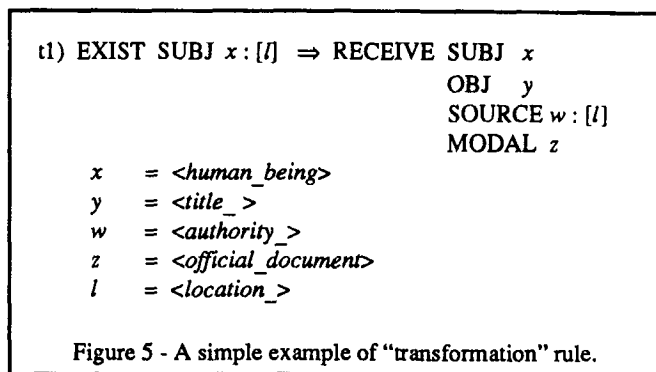 t1) EXIST SUBJ x : [l] ⇒ RECEIVE SUBJ x
OBJ y
SOURCE w : [l]
MODAL z
x = <human_being>
y = <title_ >
w = <authority_>
z = <official_document>
l = <location_>
Figure 5 - A simple example of “transformation” rule.